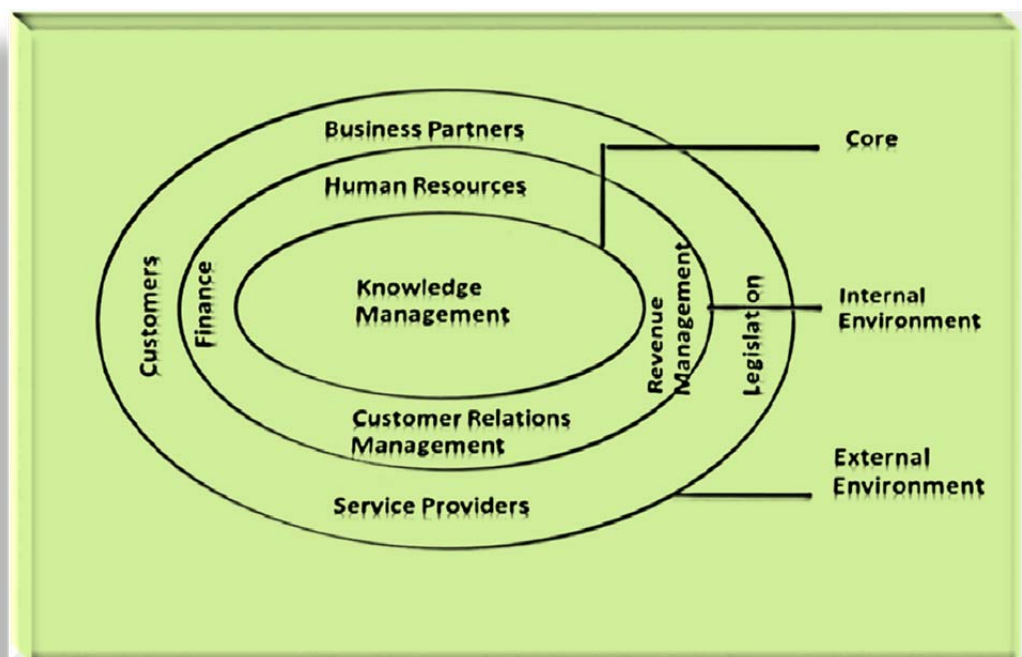 Business Partners
Core
Human Resources
Customers
Finance
Knowledge
Management
Revenue
Management
Legislation
Internal
Environment
Customer Relations
Management
External
Environment
Service Providers